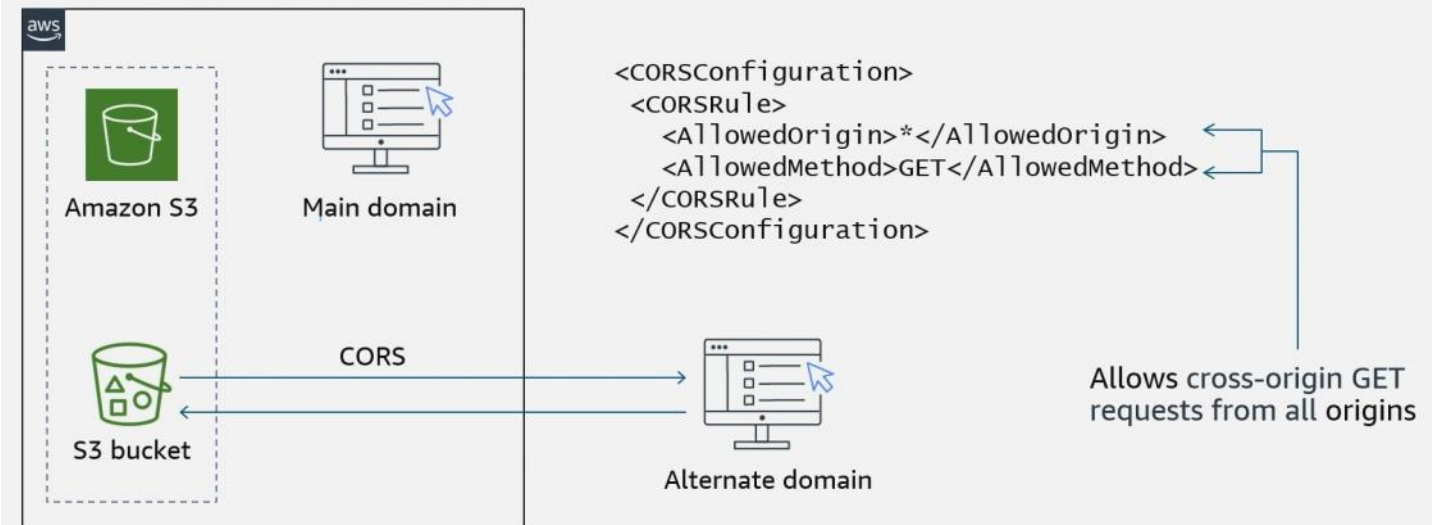 aws
Amazon S3
Main domain
<CORSConfiguration>
<CORSRule>
<AllowedOrigin>*</AllowedOrigin>
<AllowedMethod>GET</AllowedMethod>
</CORSRule>
</CORSConfiguration>
CORS
S3 bucket
Alternate domain
Allows cross-origin GET
requests from all origins